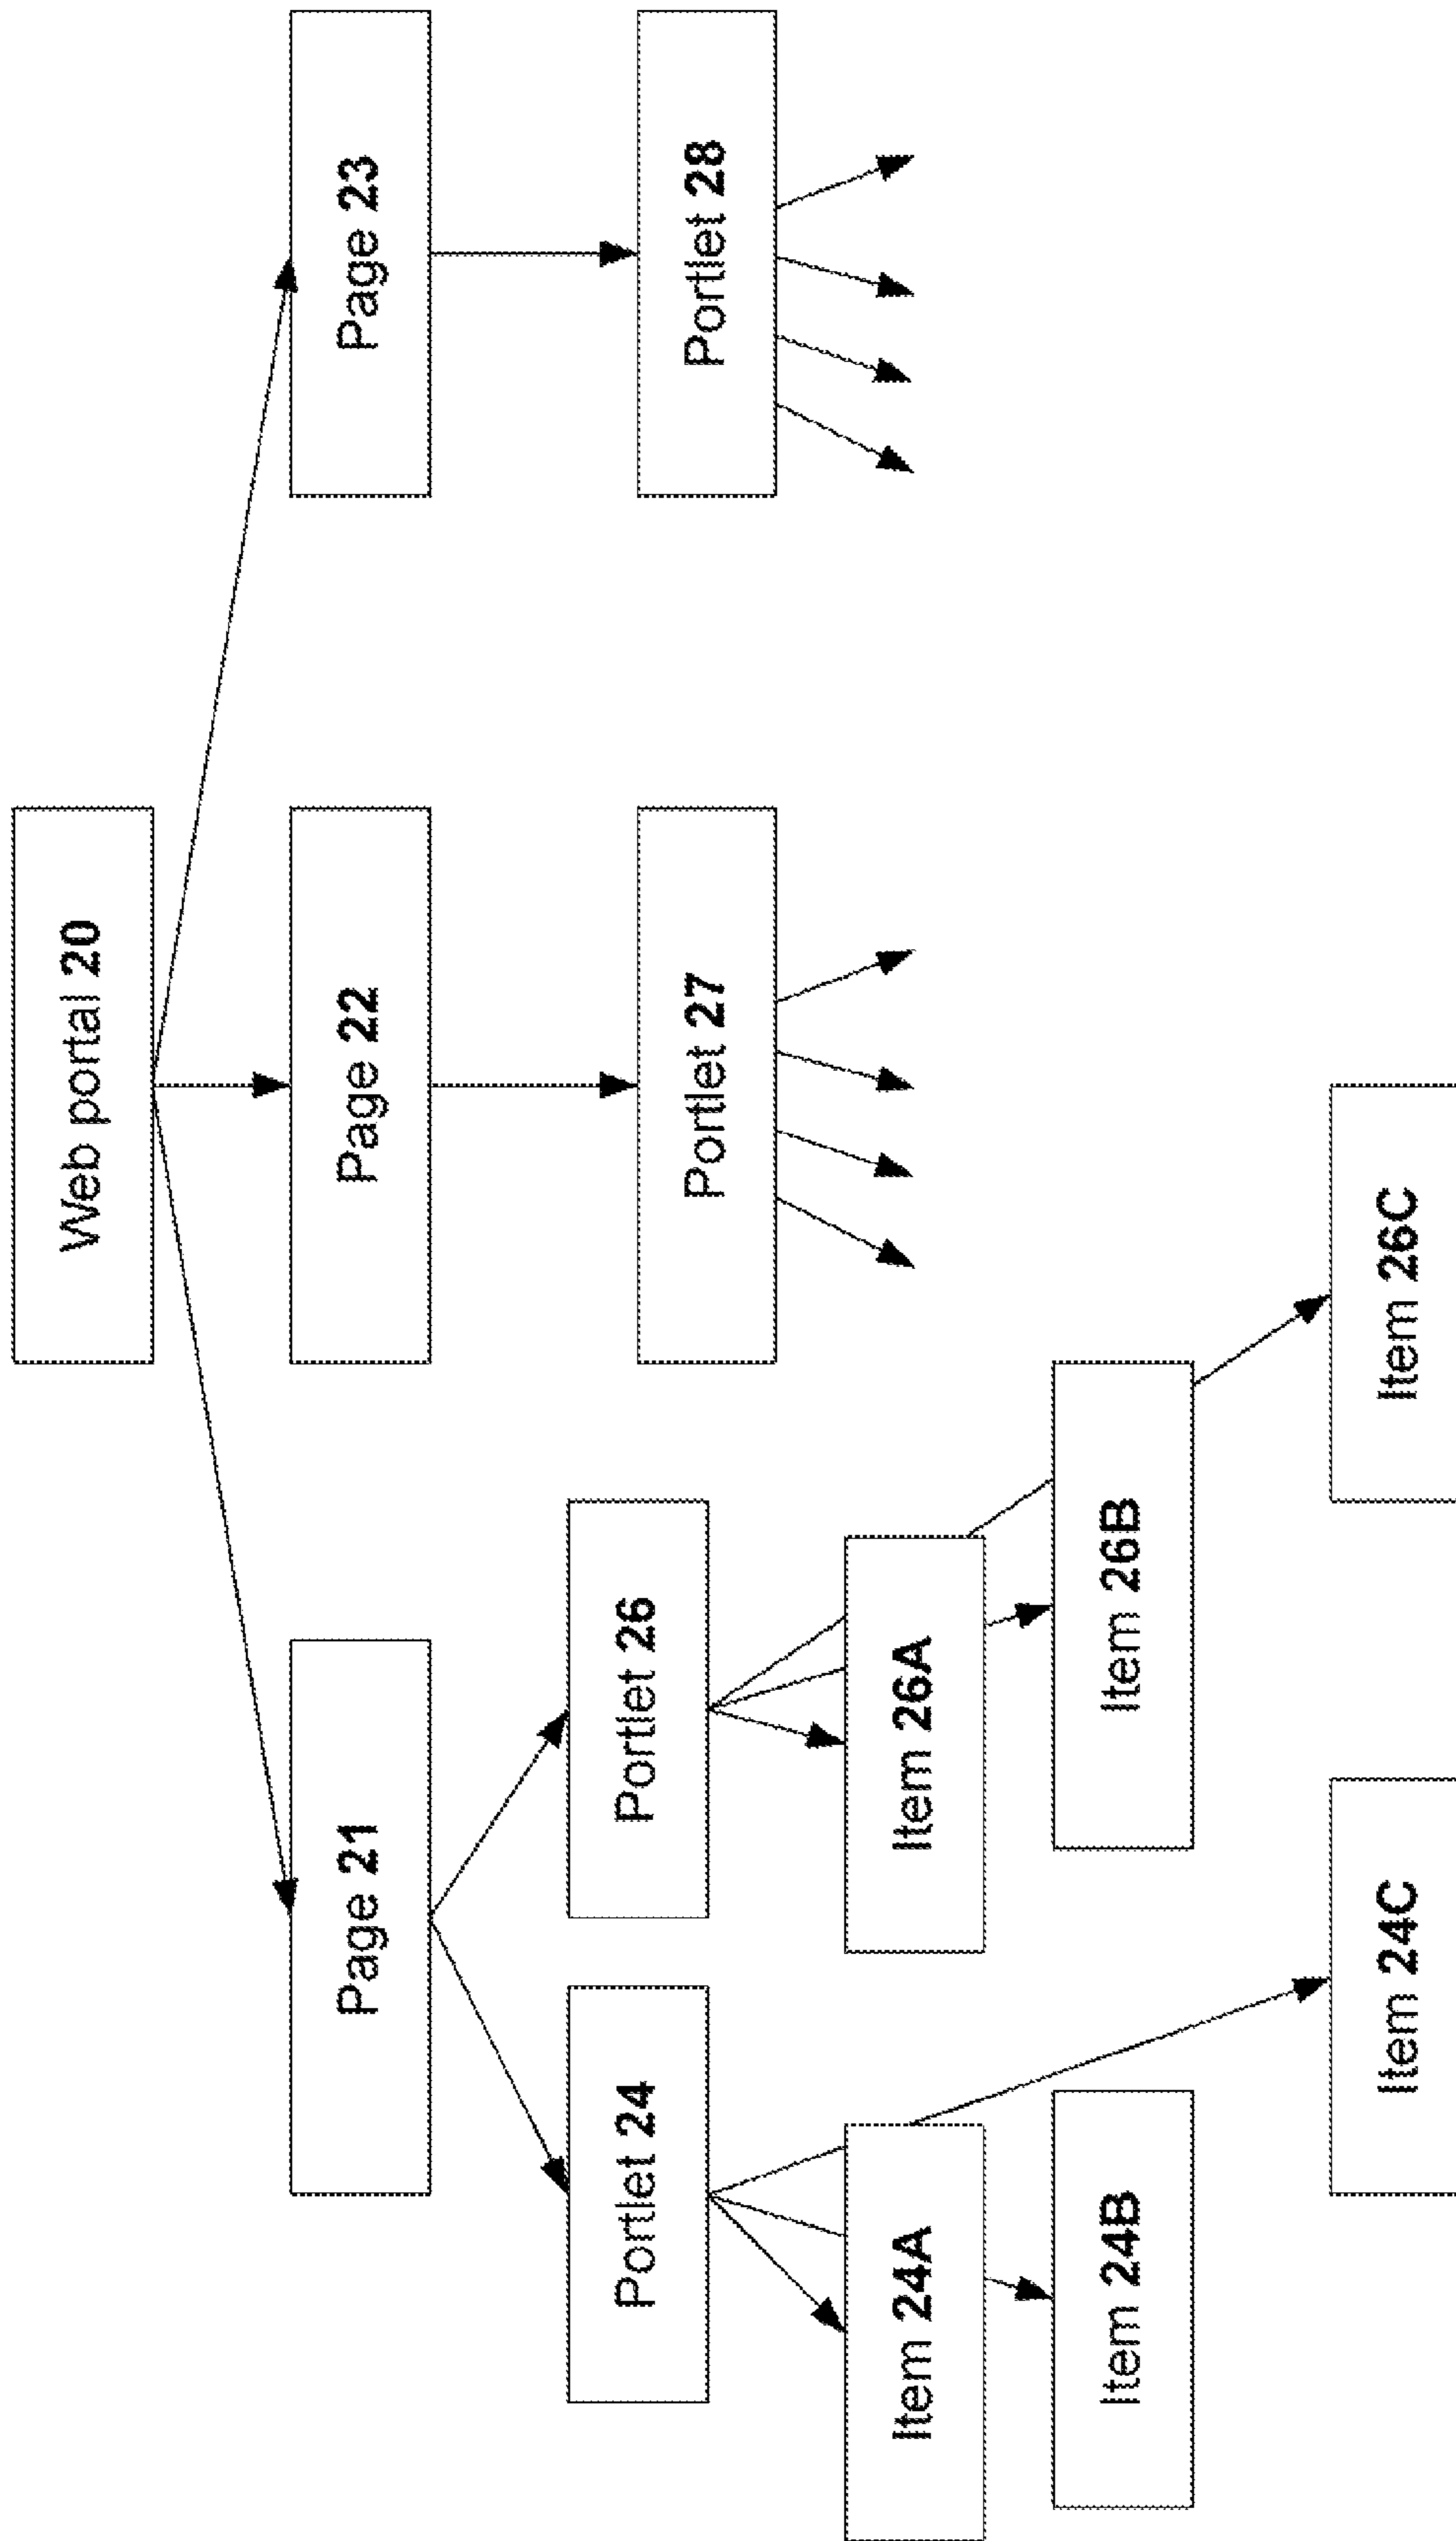 Web portal 20
Page 21
Page 22
Page 23
Portlet 24
Portlet 26
Portlet 27
Portlet 28
Item 24A
Item 26A
Item 24B
Item 26B
Item 24C
Item 26C